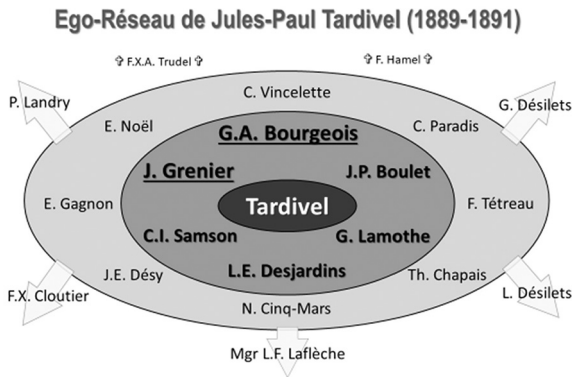 Ego-Réseau de Jules-Paul Tardivel (1889-1891)
✞ F.X.A. Trudel ✞
✞ F. Hamel ✞
P. Landry
C. Vincelette
G. Désilets
E. Noël
G.A. Bourgeois
C. Paradis
J. Grenier
J.P. Boulet
E. Gagnon
Tardivel
F. Tétreau
C.I. Samson
G. Lamothe
J.E. Désy
L.E. Desjardins
Th. Chapais
F.X. Cloutier
L. Désilets
N. Cinq-Mars
Mgr L.F. Laflèche